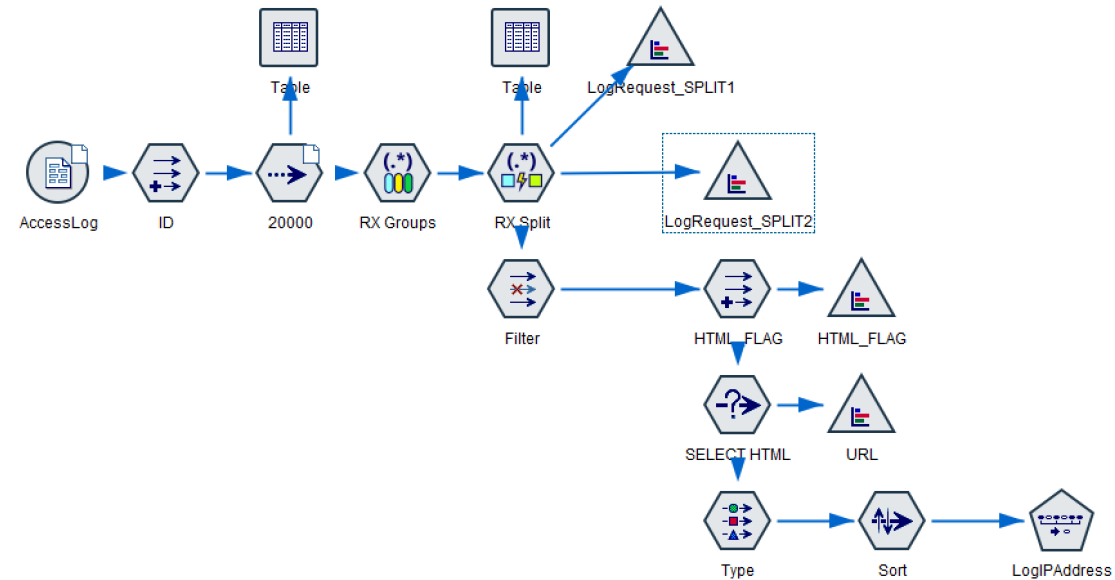 Table
Table
LogRequest_SPLIT1
(.*)
(.*)
AccessLog
ID
20000
RX Groups
RX Split
LogRequest_SPLIT2
Filter
HTML_FLAG
HTML_FLAG
SELECT HTML
URL
Type
Sort
LogIPAddress